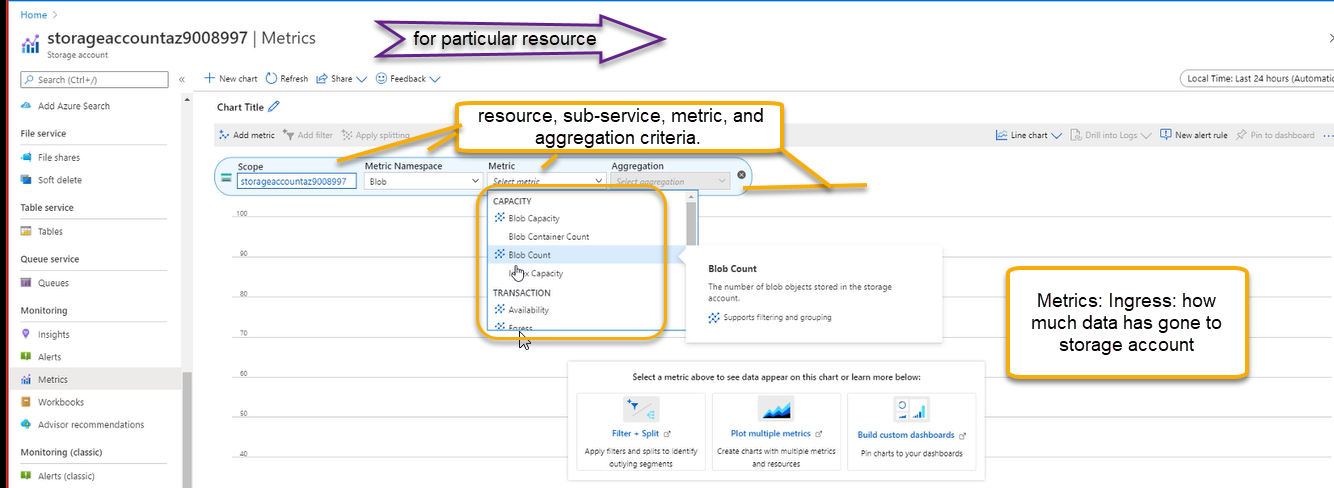 Home >
storageaccountaz9008997 | Metrics
Storage account
for particular resource
Search (Ctrl+/)
«
New chart
Refresh
Share
Feedback
Local Time: Last 24 hours (Automatic
Add Azure Search
File service
File shares
Soft delete
Table service
Tables
Queue service
Queues
Monitoring
Insights
Alerts
Metrics
Workbooks
Advisor recommendations
Monitoring (classic)
Alerts (classic)
Chart Title
resource, sub-service, metric, and
aggregation criteria.
Add metric
Add filter
Apply splitting
Line chart
Drill into Logs
New alert rule
Pin to dashboard
...
Scope
storageaccountaz9008997
Metric Namespace
Blob
Metric
Select metric
Aggregation
Select aggregation
100
90
80
70
60
50
40
CAPACITY
Blob Capacity
Blob Container Count
Blob Count
Capacity
TRANSACTION
Availability
Egress
Blob Count
The number of blob objects stored in the storage
account.
Supports filtering and grouping
Metrics: Ingress: how
much data has gone to
storage account
Select a metric above to see data appear on this chart or learn more below:
Filter + Split
Apply filters and splits to identify
outlying segments
Plot multiple metrics
Create charts with multiple metrics
and resources
Build custom dashboards
Pin charts to your dashboards